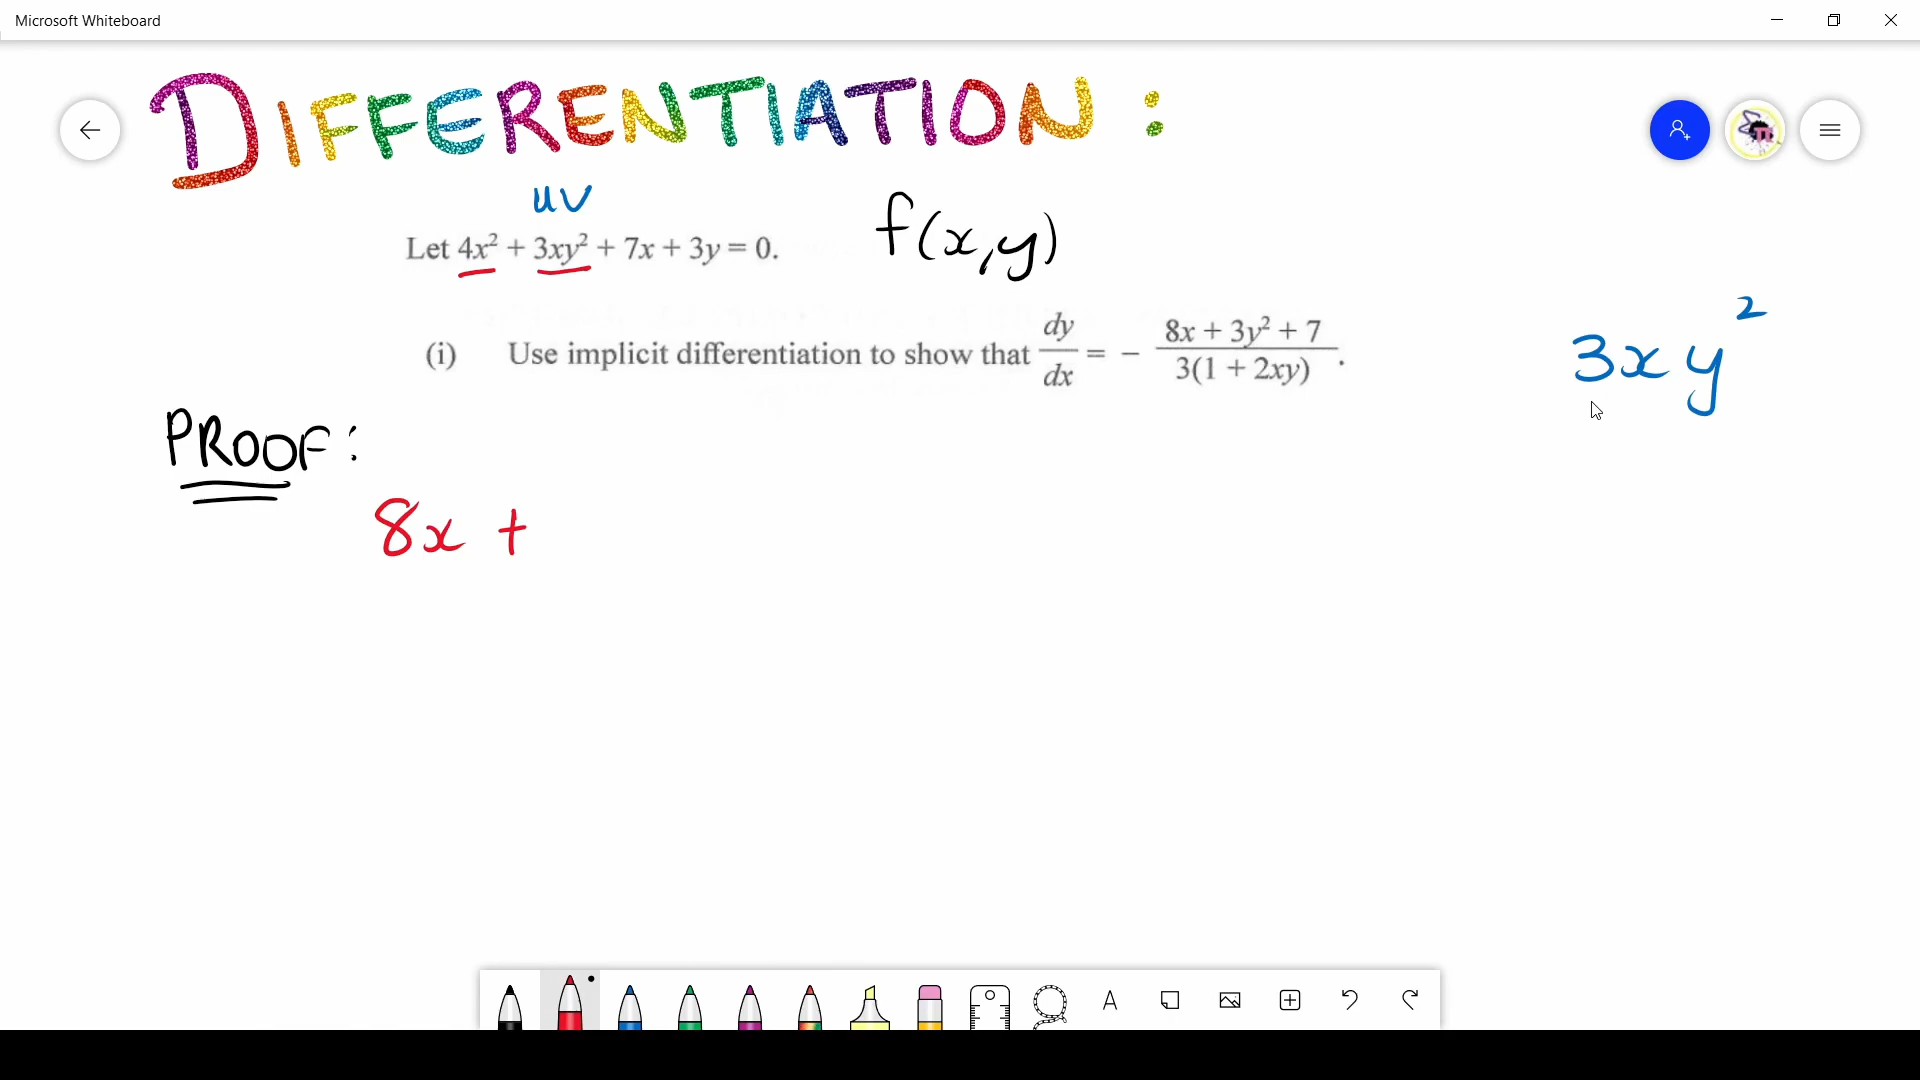 Microsoft Whiteboard
DIFFERENTIATION:
uv
Let 4x² + 3xy² + 7x + 3y = 0.
f(x,y)
(i) Use implicit differentiation to show that dy/dx = − (8x + 3y² + 7)/(3(1 + 2xy)).
3xy²
PROOF:
8x +